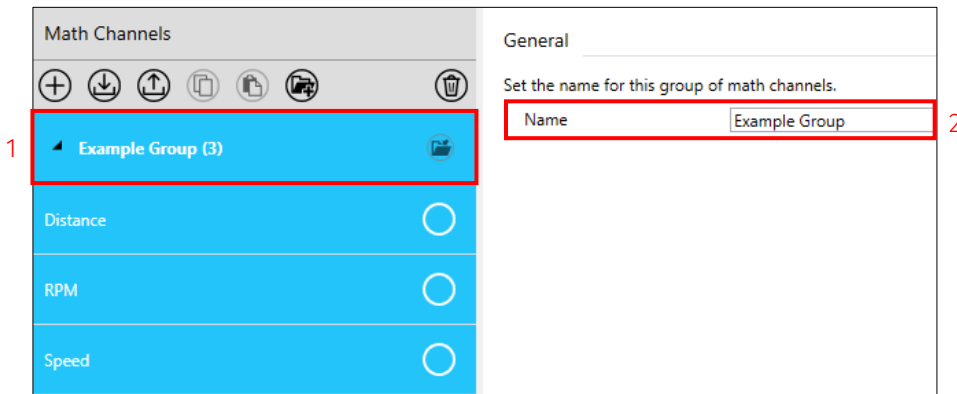 Math Channels
General
Set the name for this group of math channels.
1
Example Group (3)
Name
Example Group
2
Distance
RPM
Speed